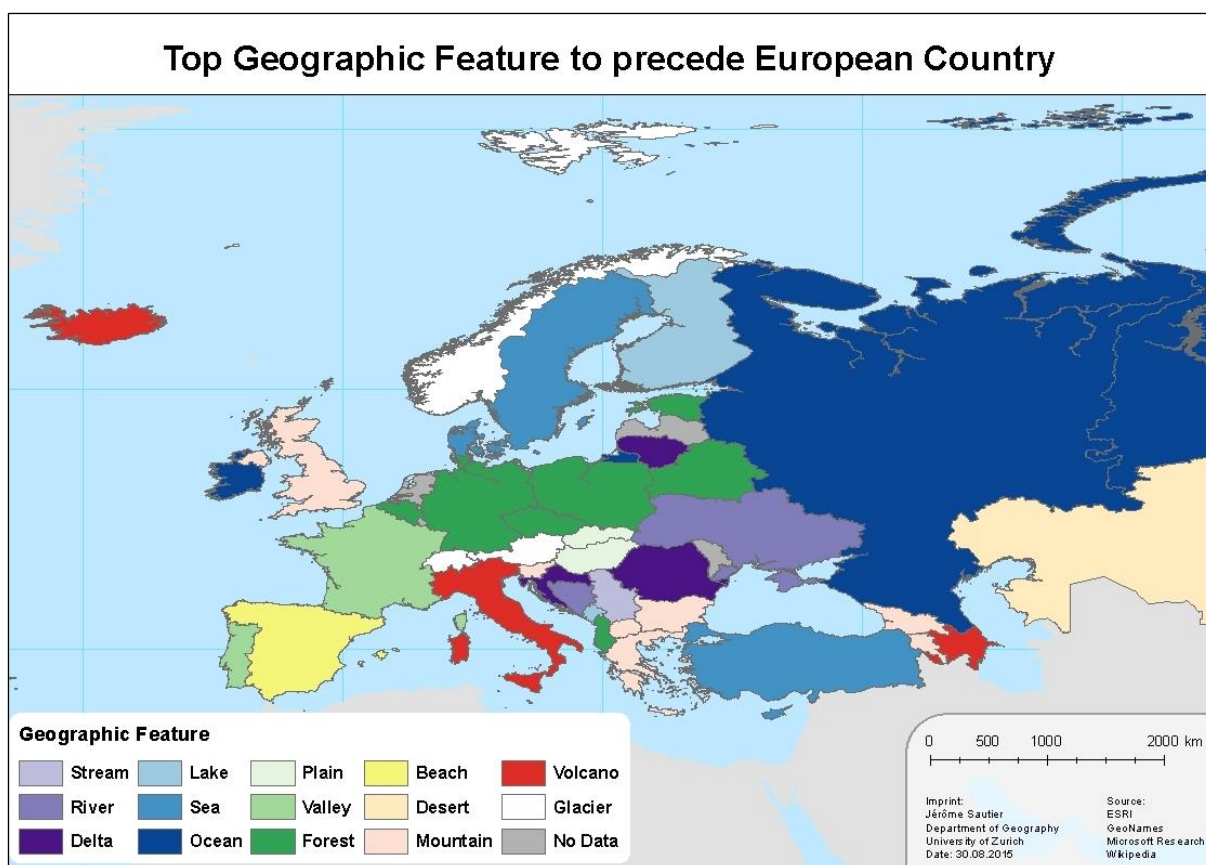 Top Geographic Feature to precede European Country
Geographic Feature
Stream
Lake
Plain
Beach
Volcano
River
Sea
Valley
Desert
Glacier
Delta
Ocean
Forest
Mountain
No Data
0 500 1000 2000 km
Imprint:
Jérôme Sautier
Department of Geography
University of Zurich
Date: 30.08.2015
Source:
ESRI
GeoNames
Microsoft Research
Wikipedia